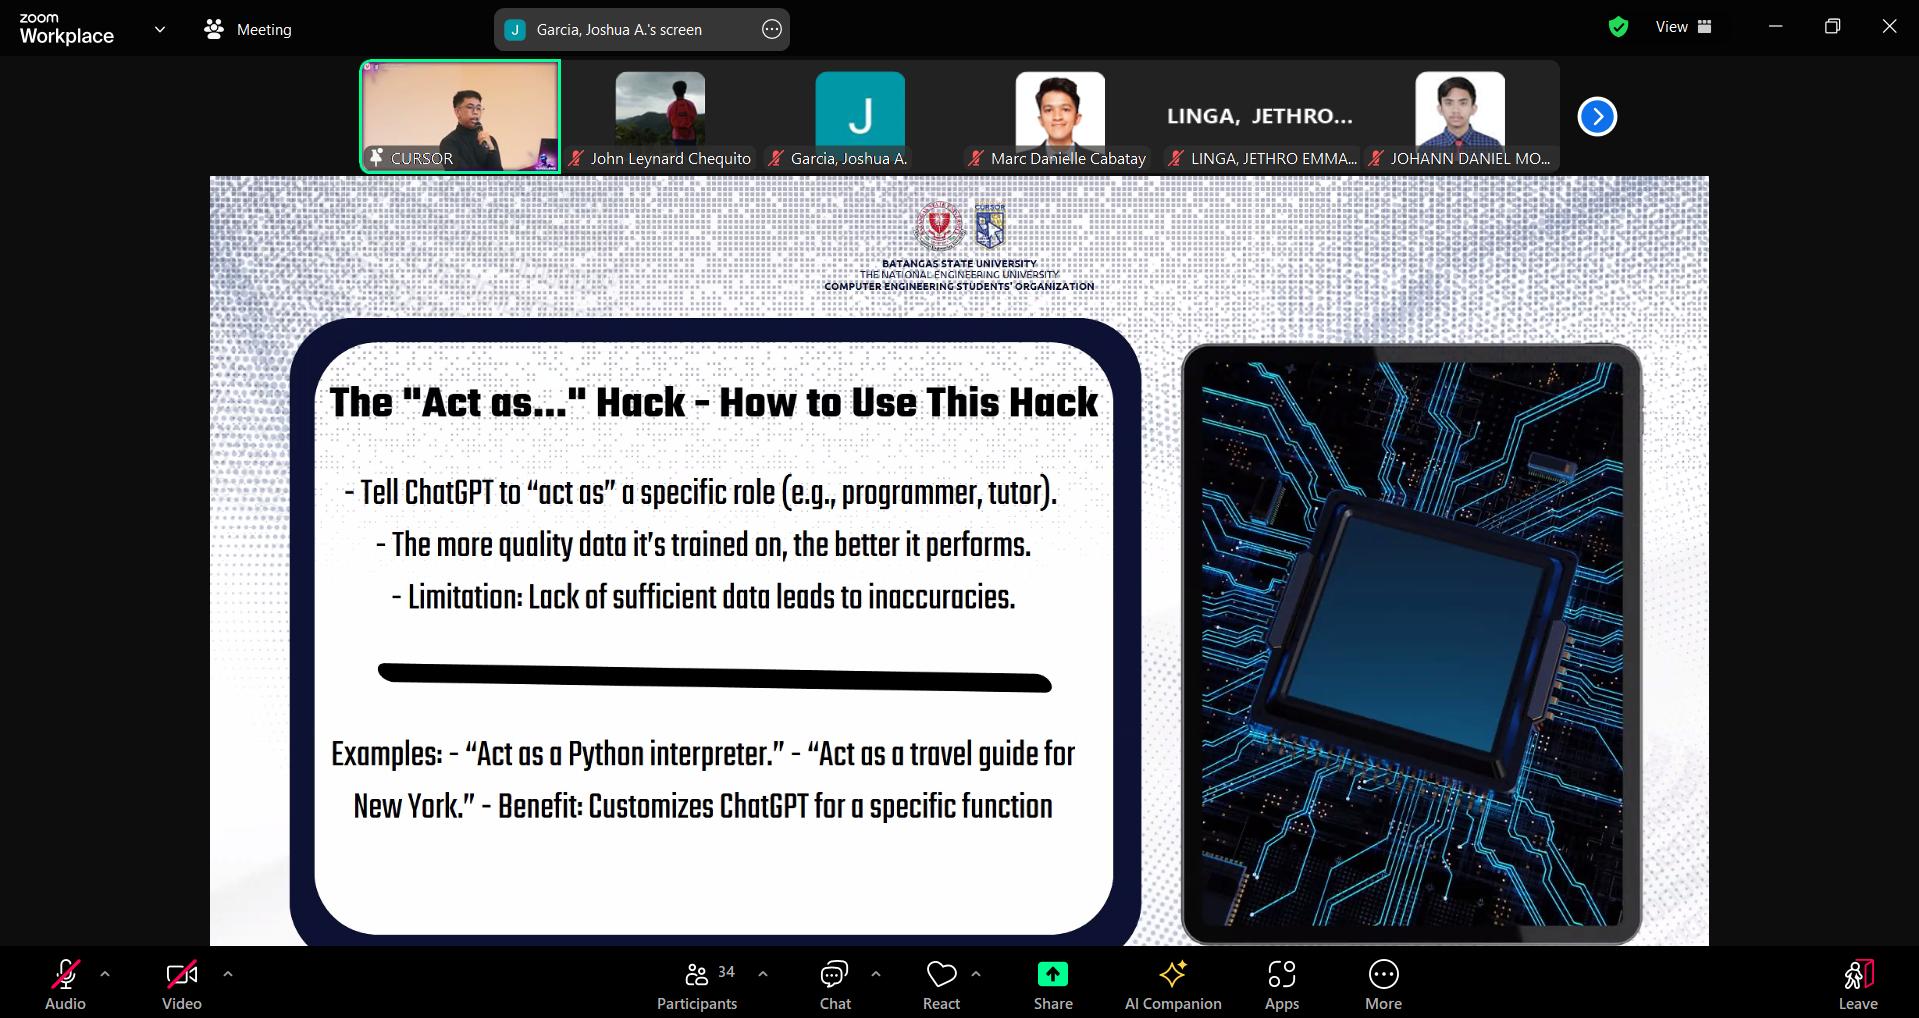 zoom
Workplace
Meeting
J
Garcia, Joshua A.'s screen
View
CURSOR
John Leynard Chequito
J
Garcia, Joshua A.
Marc Danielle Cabatay
LINGA, JETHRO...
LINGA, JETHRO EMMA...
JOHANN DANIEL MO...
CURSOR
BATANGAS STATE UNIVERSITY
THE NATIONAL ENGINEERING UNIVERSITY
COMPUTER ENGINEERING STUDENTS' ORGANIZATION
The "Act as..." Hack - How to Use This Hack
- Tell ChatGPT to “act as” a specific role (e.g., programmer, tutor).
- The more quality data it’s trained on, the better it performs.
- Limitation: Lack of sufficient data leads to inaccuracies.
Examples: - “Act as a Python interpreter.” - “Act as a travel guide for
New York.” - Benefit: Customizes ChatGPT for a specific function
Audio
Video
34
Participants
Chat
React
Share
AI Companion
Apps
More
Leave